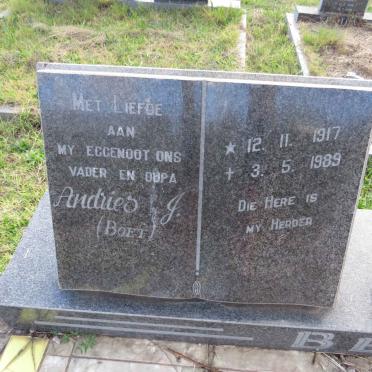 MET LIEFDE
AAN
MY EGGENOOT ONS
VADER EN OUPA
Andries J.
(BOET)
★ 12. 11. 1917
✝ 3. 5. 1989
DIE HERE IS
MY HERDER